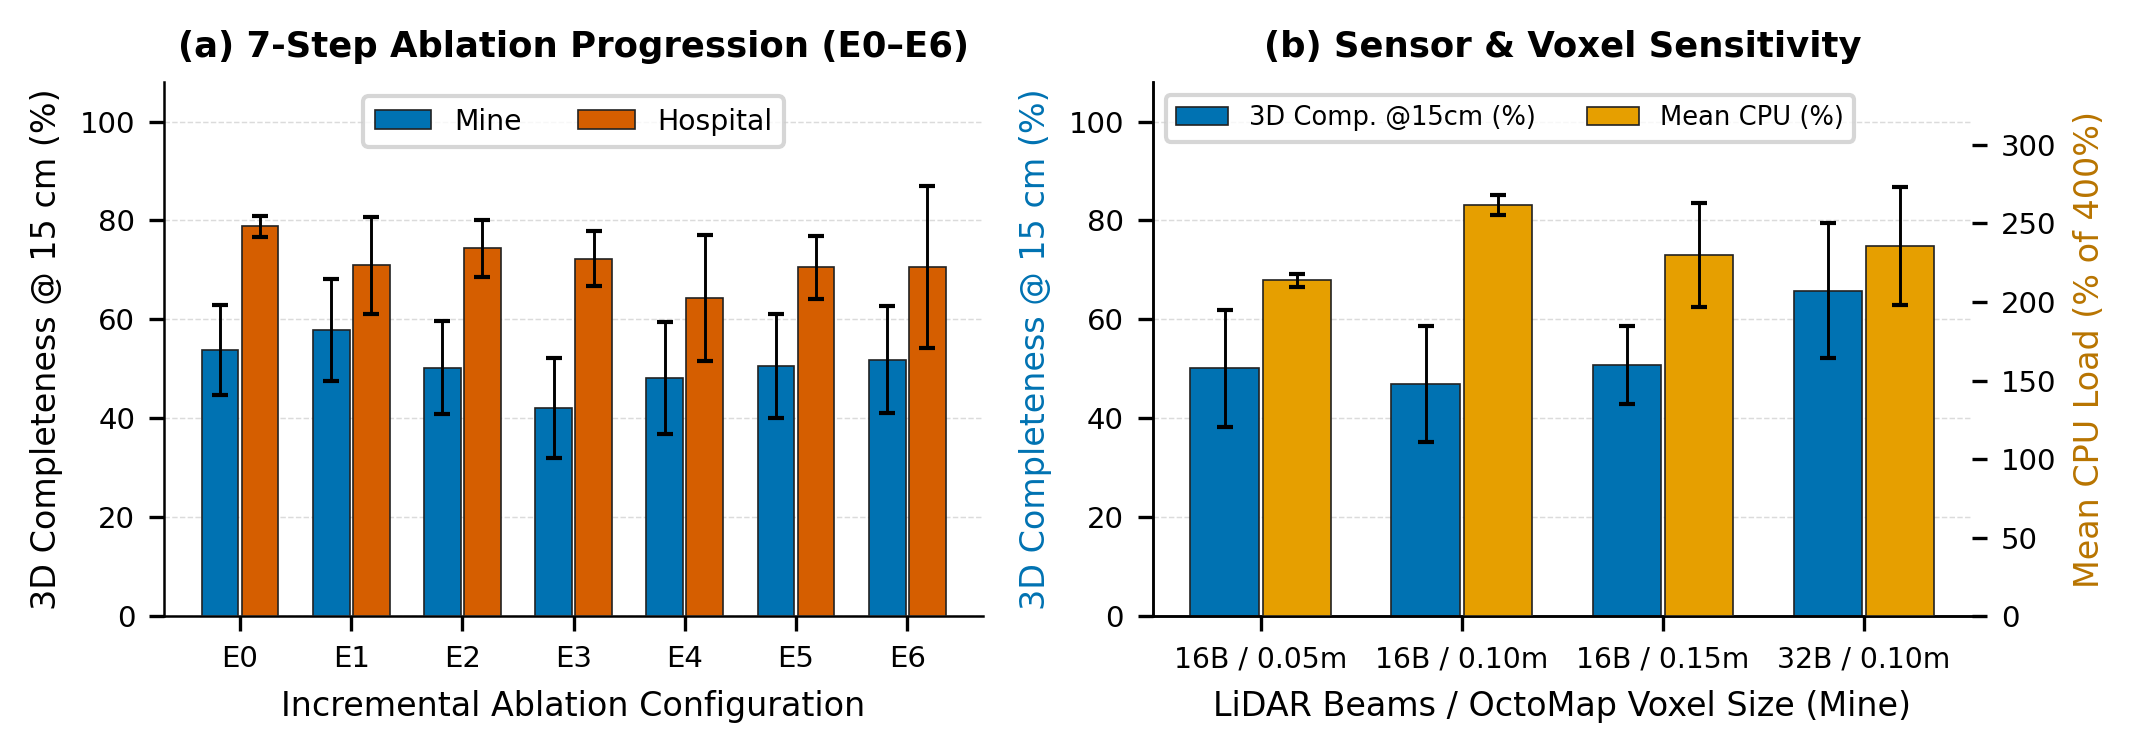 (a) 7-Step Ablation Progression (E0–E6)
3D Completeness @ 15 cm (%)
100
80
60
40
20
0
Mine
Hospital
E0 E1 E2 E3 E4 E5 E6
Incremental Ablation Configuration
(b) Sensor & Voxel Sensitivity
3D Completeness @ 15 cm (%)
100
80
60
40
20
0
3D Comp. @15cm (%)
Mean CPU (%)
300
250
200
150
100
50
0
Mean CPU Load (% of 400%)
16B / 0.05m 16B / 0.10m 16B / 0.15m 32B / 0.10m
LiDAR Beams / OctoMap Voxel Size (Mine)